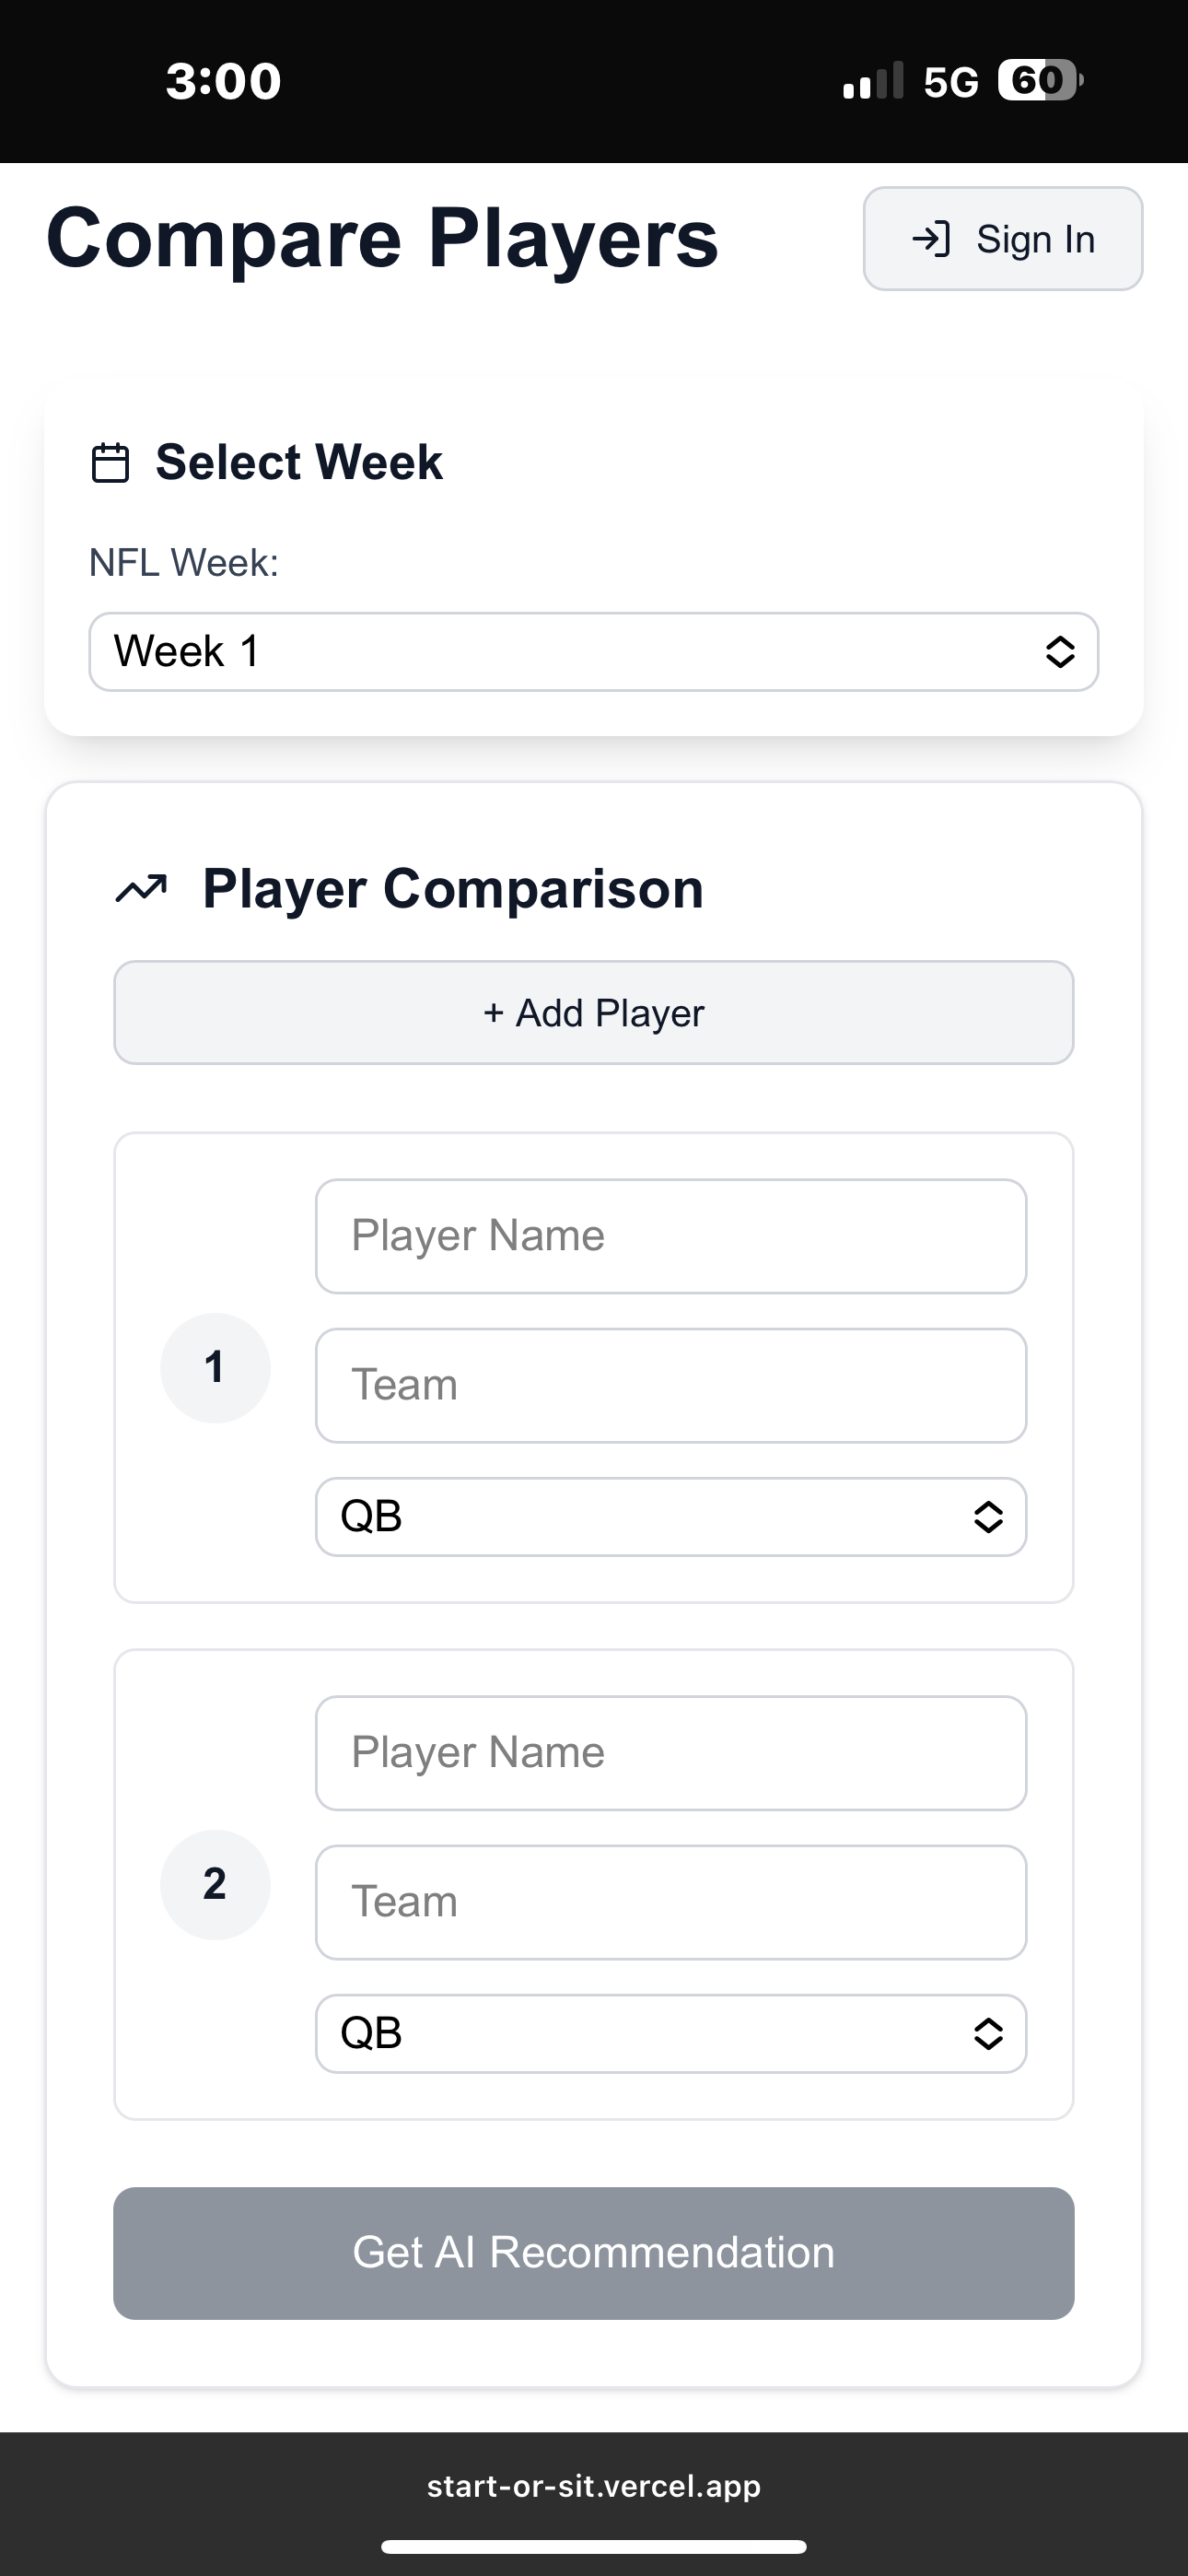 3:00 5G 60
Compare Players Sign In
Select Week
NFL Week:
Week 1
Player Comparison
+ Add Player
Player Name
1
Team
QB
Player Name
2
Team
QB
Get AI Recommendation
start-or-sit.vercel.app